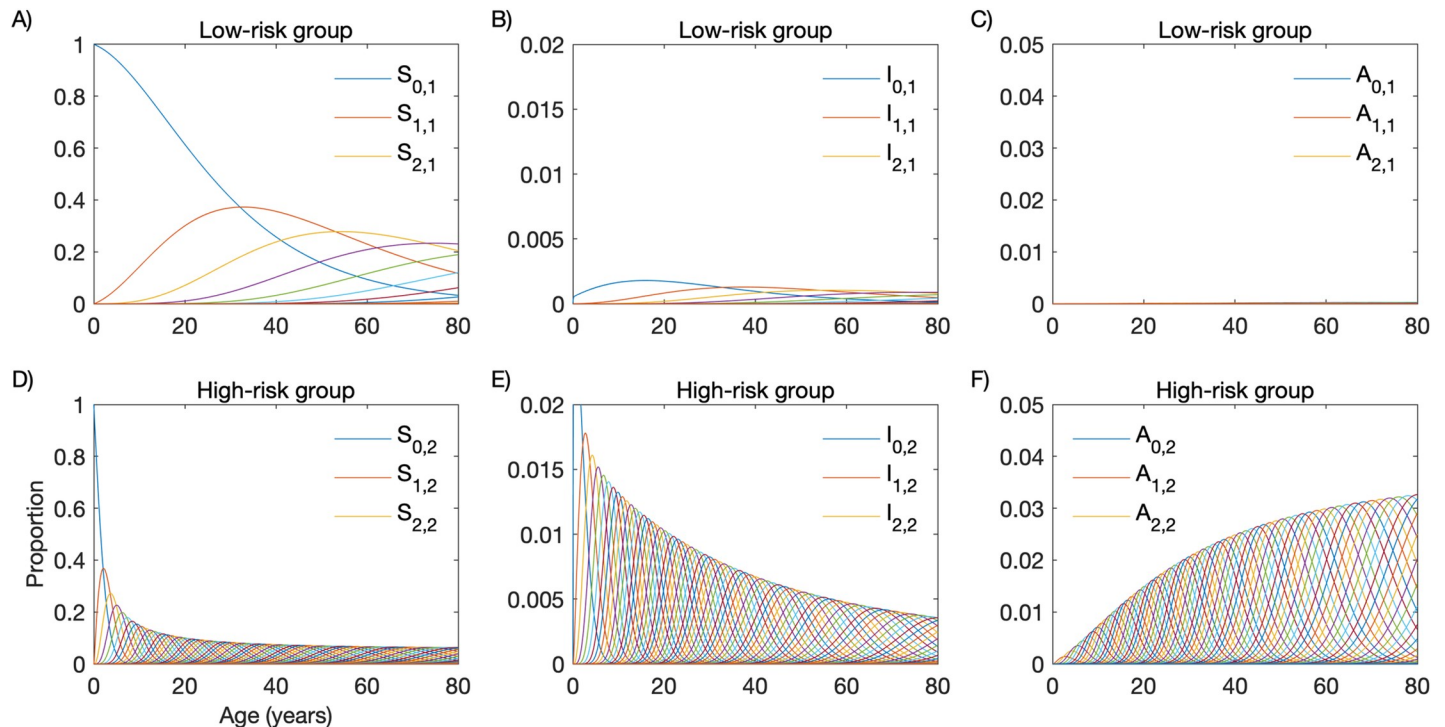 A)
Low-risk group
1
0.8
0.6
0.4
0.2
0
0 20 40 60 80
S0,1
S1,1
S2,1
B)
Low-risk group
0.02
0.015
0.01
0.005
0
0 20 40 60 80
I0,1
I1,1
I2,1
C)
Low-risk group
0.05
0.04
0.03
0.02
0.01
0
0 20 40 60 80
A0,1
A1,1
A2,1
D)
High-risk group
Proportion
1
0.8
0.6
0.4
0.2
0
0 20 40 60 80
Age (years)
S0,2
S1,2
S2,2
E)
High-risk group
0.02
0.015
0.01
0.005
0
0 20 40 60 80
I0,2
I1,2
I2,2
F)
High-risk group
0.05
0.04
0.03
0.02
0.01
0
0 20 40 60 80
A0,2
A1,2
A2,2